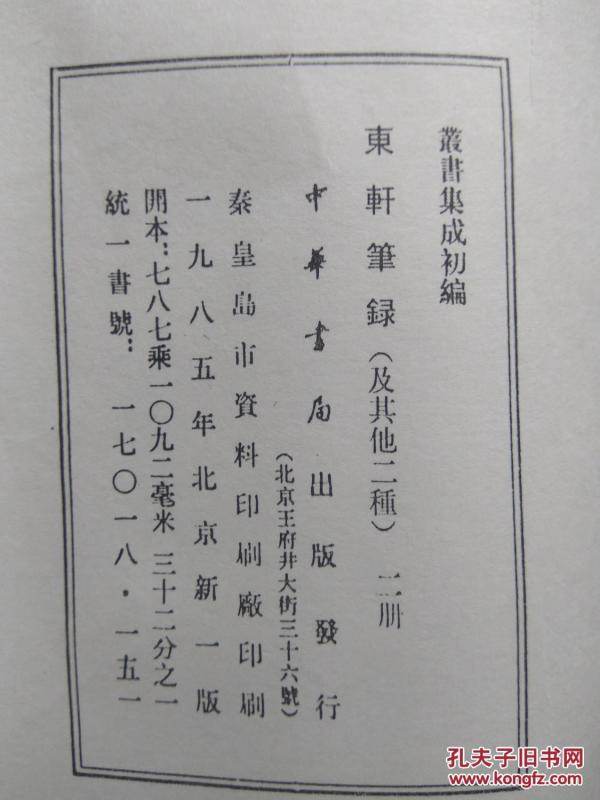 叢書集成初編
東軒筆録（及其他二種） 二册
中華書局出版發行
（北京王府井大街三十六號）
秦皇島市資料印刷廠印刷
一九八五年北京新一版
開本：七八七乘一〇九二毫米 三十二分之一
統一書號：一七〇一八·一五一
孔夫子旧书网
www.kongfz.com